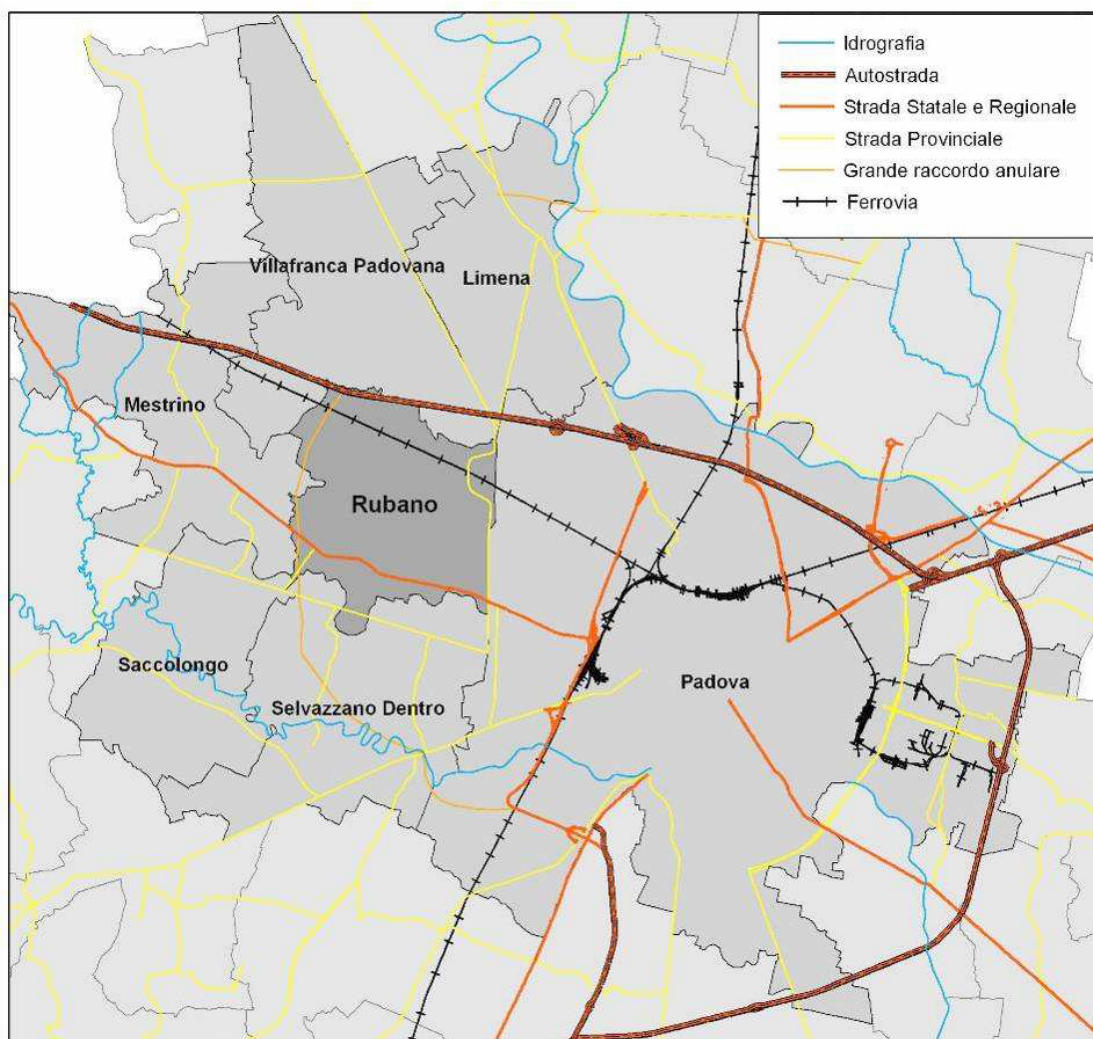 Idrografia
Autostrada
Strada Statale e Regionale
Strada Provinciale
Grande raccordo anulare
Ferrovia
Villafranca Padovana
Limena
Mestrino
Rubano
Saccolongo
Selvazzano Dentro
Padova